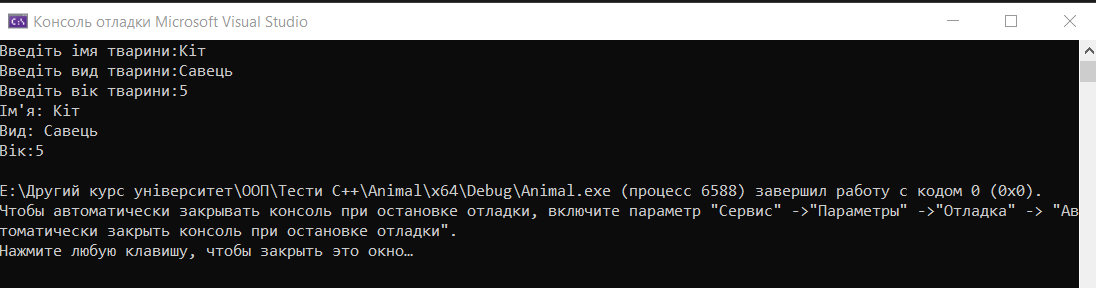 Консоль отладки Microsoft Visual Studio
Введіть імя тварини:Кіт
Введіть вид тварини:Савець
Введіть вік тварини:5
Ім'я: Кіт
Вид: Савець
Вік:5
E:\Другий курс університет\ООП\Тести C++\Animal\x64\Debug\Animal.exe (процесс 6588) завершил работу с кодом 0 (0x0).
Чтобы автоматически закрывать консоль при остановке отладки, включите параметр "Сервис" ->"Параметры" ->"Отладка" -> "Ав
томатически закрыть консоль при остановке отладки".
Нажмите любую клавишу, чтобы закрыть это окно…